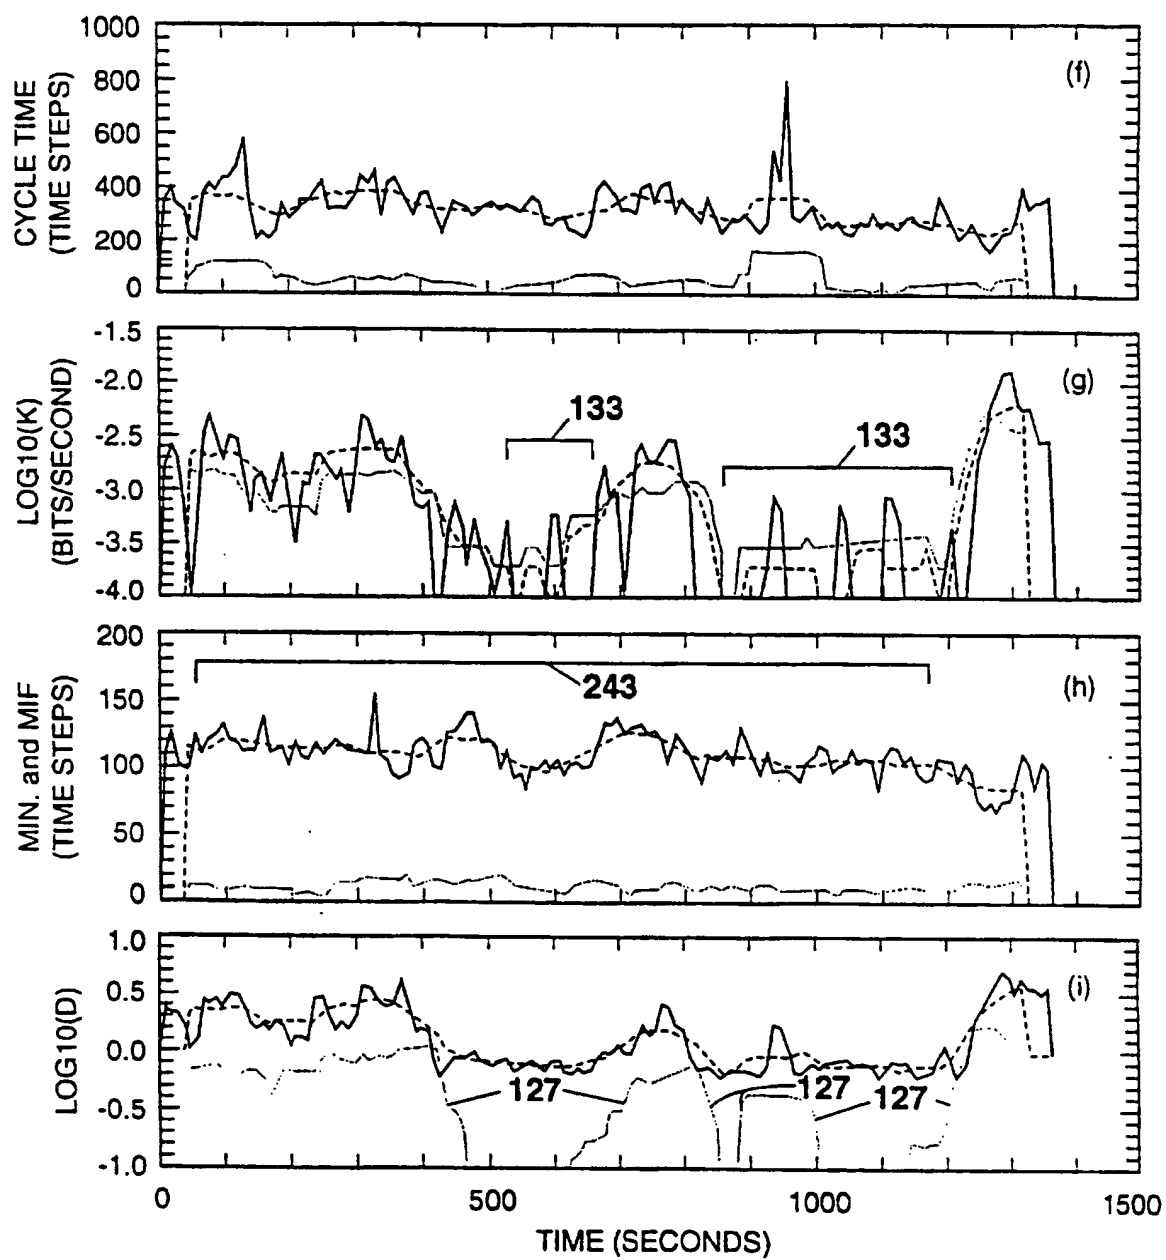 CYCLE TIME
(TIME STEPS)
1000
800
600
400
200
0
(f)
LOG10(K)
(BITS/SECOND)
-1.5
-2.0
-2.5
-3.0
-3.5
-4.0
133
133
(g)
MIN. and MIF
(TIME STEPS)
200
150
100
50
0
243
(h)
LOG10(D)
1.0
0.5
0.0
-0.5
-1.0
127
127
127
(i)
0
500
1000
1500
TIME (SECONDS)